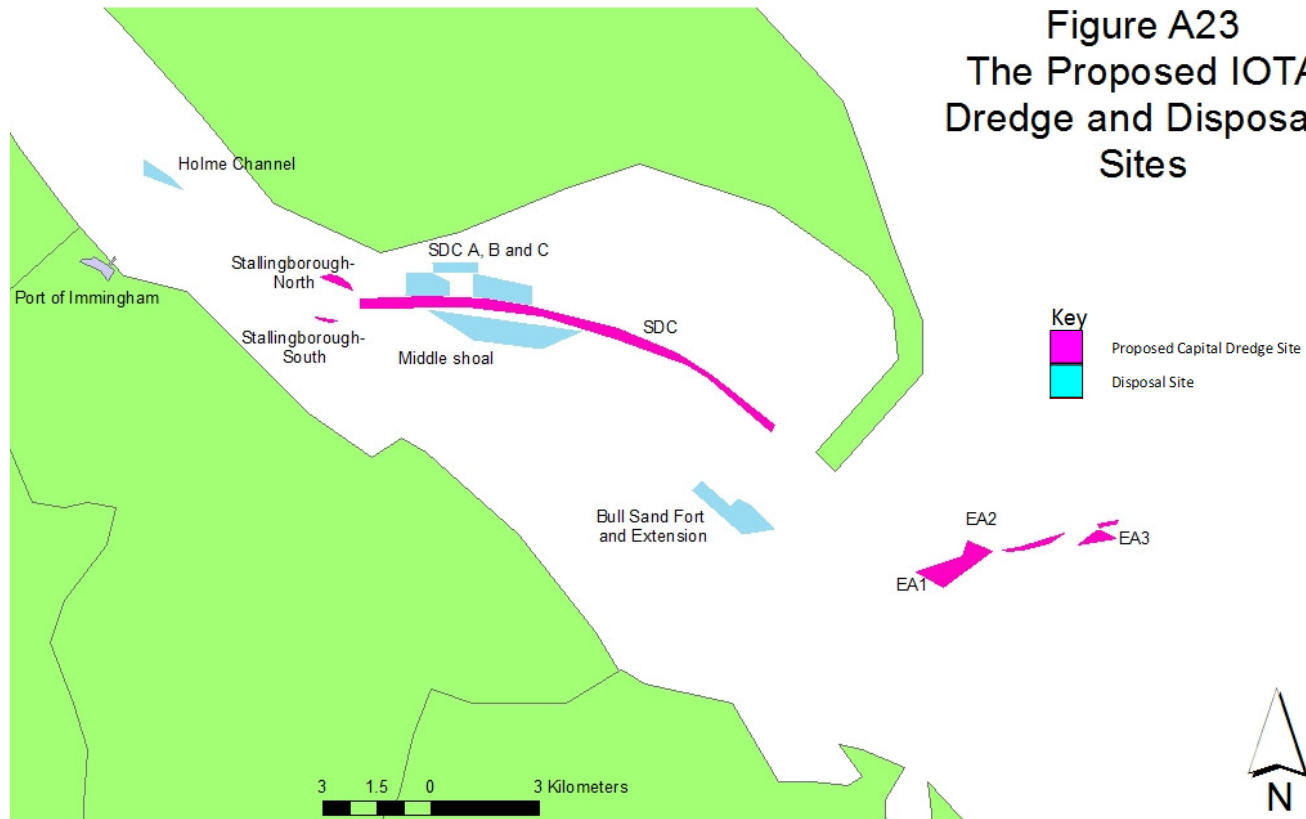 Figure A23
The Proposed IOTA
Dredge and Disposa
Sites
Holme Channel
SDC A, B and C
Stallingborough-
North
Port of Immingham
Stallingborough-
South
Middle shoal
SDC
Key
Proposed Capital Dredge Site
Disposal Site
Bull Sand Fort
and Extension
EA2
EA3
EA1
3 1.5 0 3 Kilometers
N